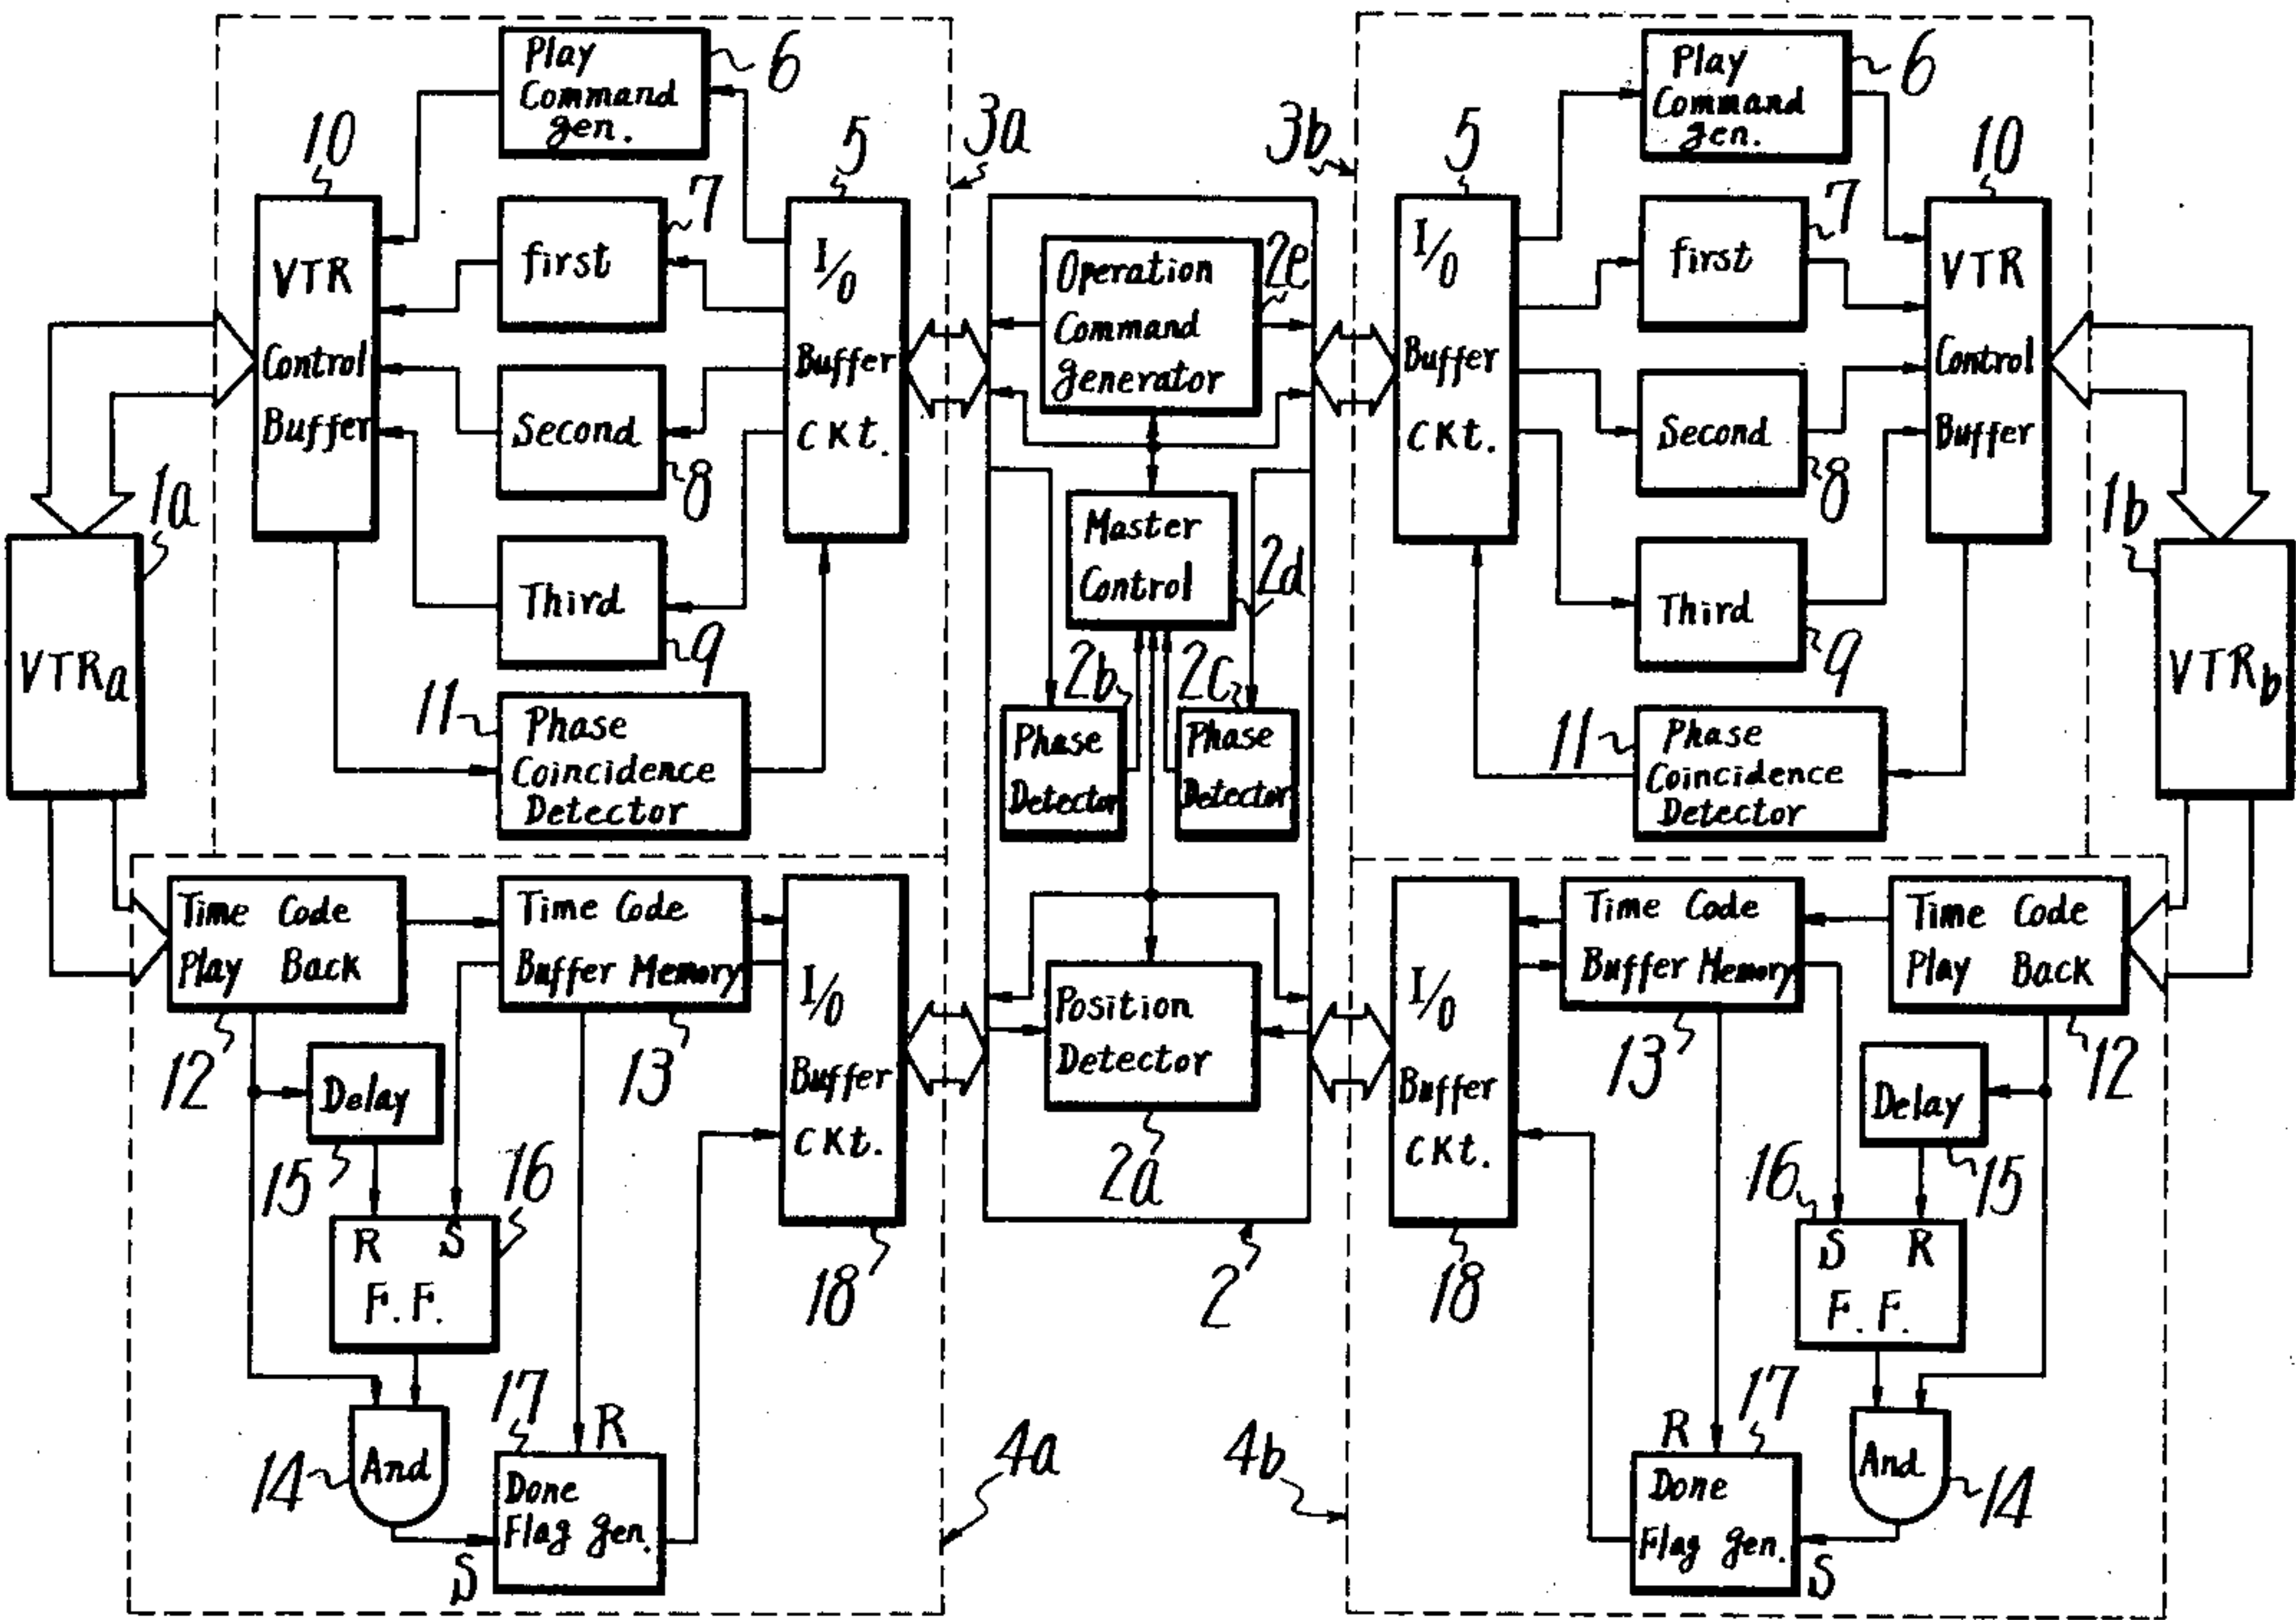 Play
Command
gen.
6
10
VTR
Control
Buffer
first
7
Second
8
Third
9
5
I/O
Buffer
CKt.
3a
11
Phase
Coincidence
Detector
1a
VTRa
Operation
Command
generator
2e
Master
Control
2d
2b
Phase
Detector
2c
Phase
Detector
Position
Detector
2a
2
3b
5
I/O
Buffer
CKt.
Play
Command
gen.
6
first
7
Second
8
Third
9
10
VTR
Control
Buffer
11
Phase
Coincidence
Detector
1b
VTRb
Time Code
Play Back
12
Time Code
Buffer Memory
13
I/O
Buffer
CKt.
18
Delay
15
16
R S
F.F.
And
14
17
R
Done
Flag gen.
S
4a
4b
I/O
Buffer
CKt.
18
Time Code
Buffer Memory
13
Time Code
Play Back
12
Delay
15
16
S R
F.F.
And
14
17
R
Done
Flag gen.
S